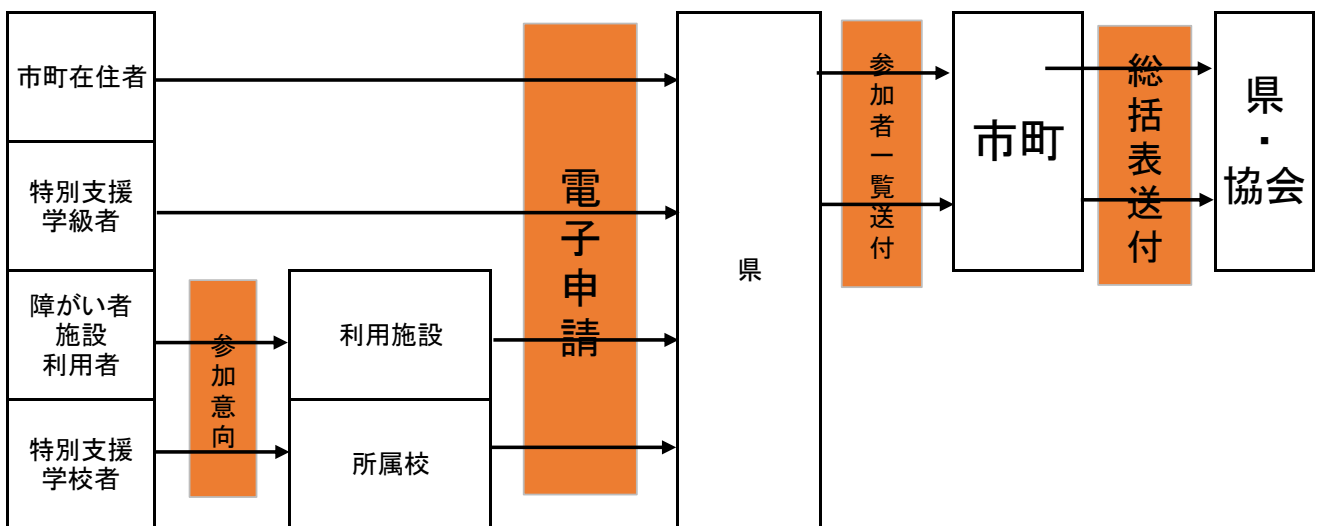 市町在住者
特別支援
学級者
障がい者
施設
利用者
特別支援
学校者
参加意向
利用施設
所属校
電子申請
県
参加者一覧送付
市町
総括表送付
県
・
協会